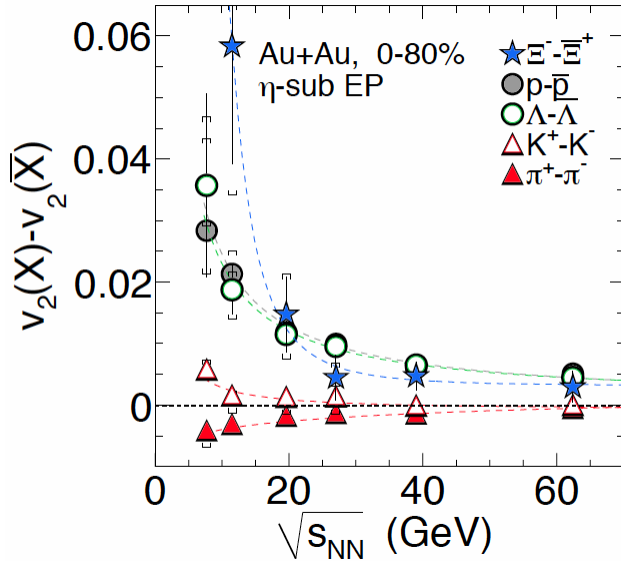 0.06
0.04
0.02
0
v₂(X)-v₂(X̅)
Au+Au, 0-80%
η-sub EP
Ξ⁻-Ξ̅⁺
p-p̅
Λ-Λ̅
K⁺-K⁻
π⁺-π⁻
0 20 40 60
√s_NN (GeV)